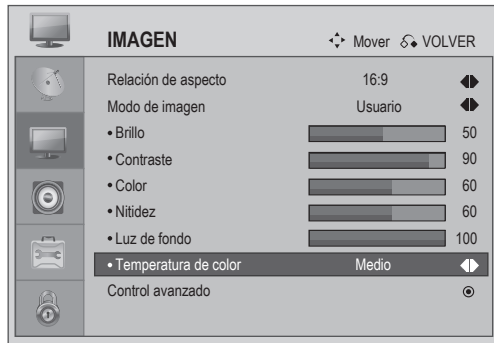 IMAGEN Mover VOLVER
Relación de aspecto 16:9
Modo de imagen Usuario
• Brillo 50
• Contraste 90
• Color 60
• Nitidez 60
• Luz de fondo 100
• Temperatura de color Medio
Control avanzado